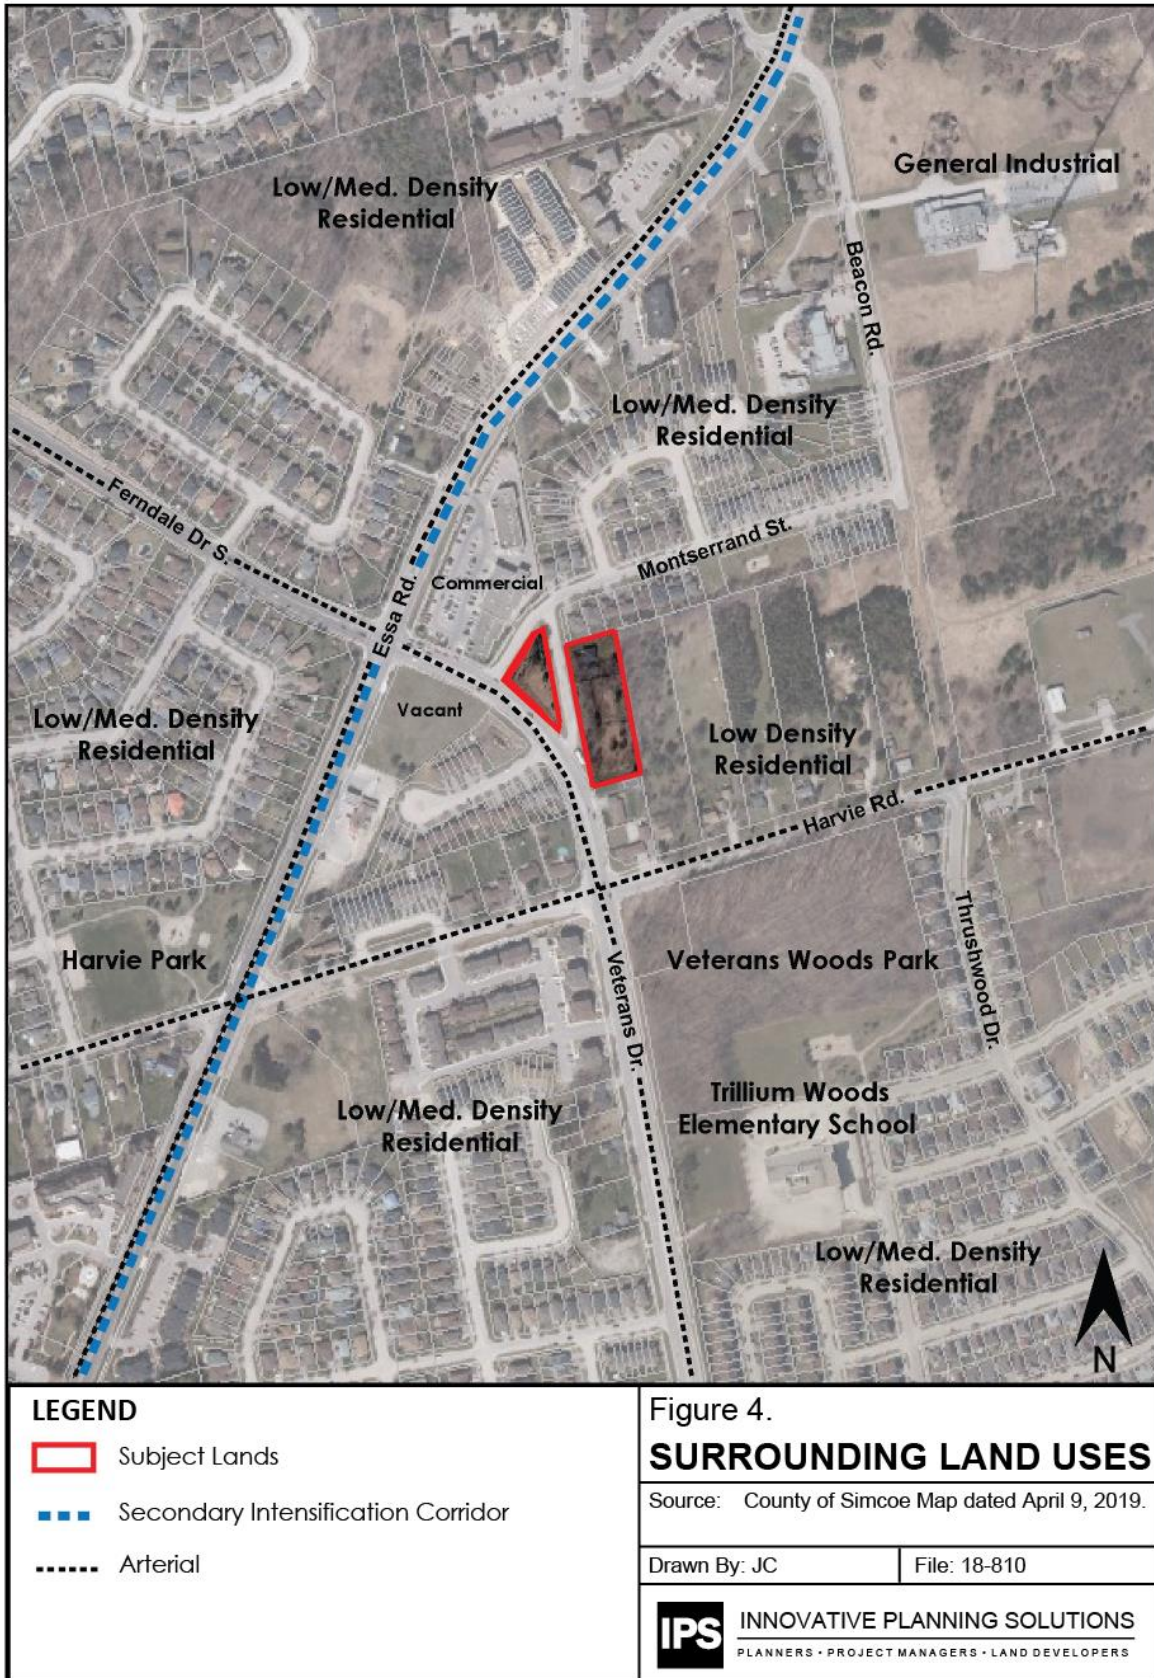 General Industrial
Low/Med. Density
Residential
Beacon Rd.
Low/Med. Density
Residential
Ferndale Dr S.
Montserrand St.
Commercial
Essa Rd.
Vacant
Low/Med. Density
Residential
Low Density
Residential
Harvie Rd.
Harvie Park
Veterans Woods Park
Thrushwood Dr.
Veterans Dr.
Trillium Woods
Elementary School
Low/Med. Density
Residential
Low/Med. Density
Residential
N
LEGEND
Subject Lands
Secondary Intensification Corridor
Arterial
Figure 4.
SURROUNDING LAND USES
Source: County of Simcoe Map dated April 9, 2019.
Drawn By: JC
File: 18-810
IPS
INNOVATIVE PLANNING SOLUTIONS
PLANNERS • PROJECT MANAGERS • LAND DEVELOPERS